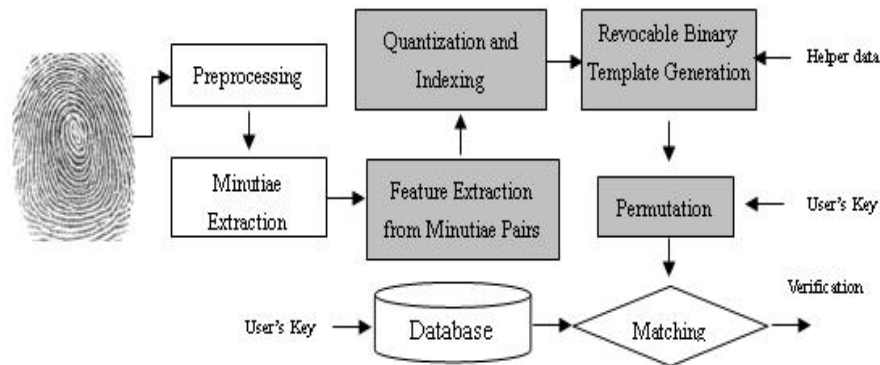 Preprocessing
Minutiae
Extraction
Feature Extraction
from Minutiae Pairs
Quantization and
Indexing
Revocable Binary
Template Generation
Helper data
Permutation
User's Key
User's Key
Database
Matching
Verification